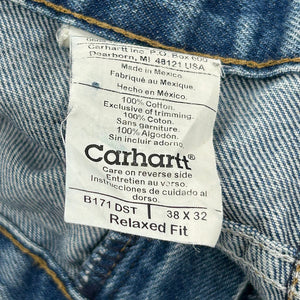 Carhartt Inc. P.O. Box 600
Dearborn, MI 48121 USA
Made in Mexico.
Fabriqué au Mexique.
Hecho en México.
100% Cotton.
Exclusive of trimming.
100% Coton.
Sans garniture.
100% Algodón.
Sin incluir adorno.
Carhartt®
Care on reverse side
Entretien au verso.
Instrucciones de cuidado al
dorso.
B171 DST 38 X 32
Relaxed Fit